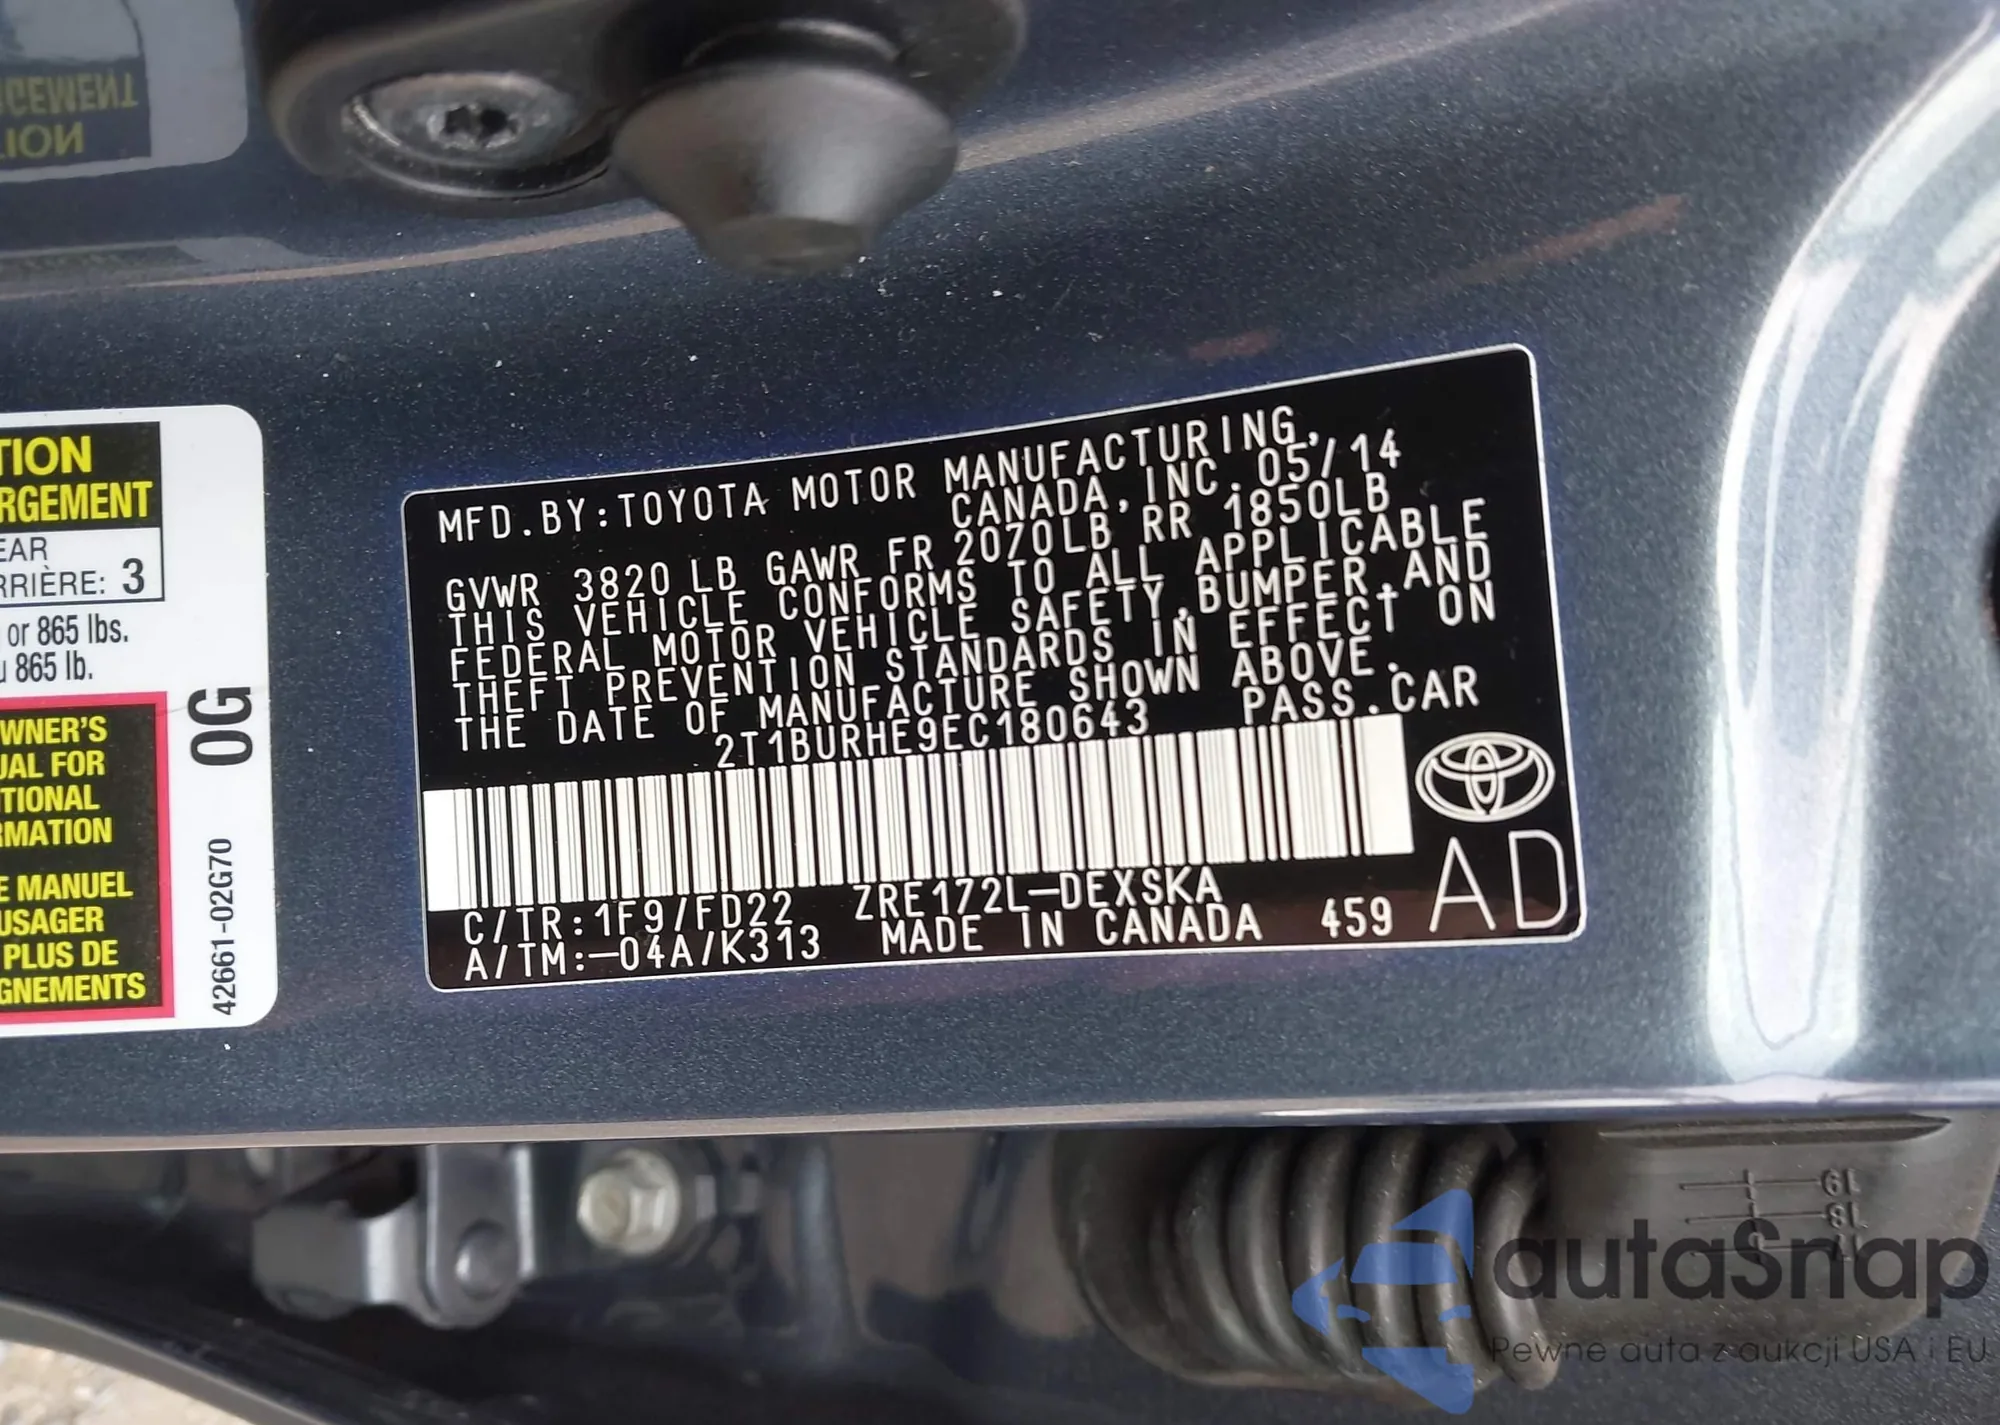 TION
RGEMENT
EAR
RRIÈRE: 3
or 865 lbs.
u 865 lb.
WNER'S
UAL FOR
TIONAL
RMATION
E MANUEL
USAGER
PLUS DE
GNEMENTS
0G
42661-02G70
MFD.BY:TOYOTA MOTOR MANUFACTURING,
CANADA, INC. 05/14
GVWR 3820 LB GAWR FR 2070LB RR 1850LB
THIS VEHICLE CONFORMS TO ALL APPLICABLE
FEDERAL MOTOR VEHICLE SAFETY,BUMPER,AND
THEFT PREVENTION STANDARDS IN EFFECT ON
THE DATE OF MANUFACTURE SHOWN ABOVE.
2T1BURHE9EC180643 PASS.CAR
C/TR:1F9/FD22 ZRE172L-DEXSKA
A/TM:-04A/K313 MADE IN CANADA 459
AD
19
18
17
autaSnap
Pewne auta z aukcji USA i EU